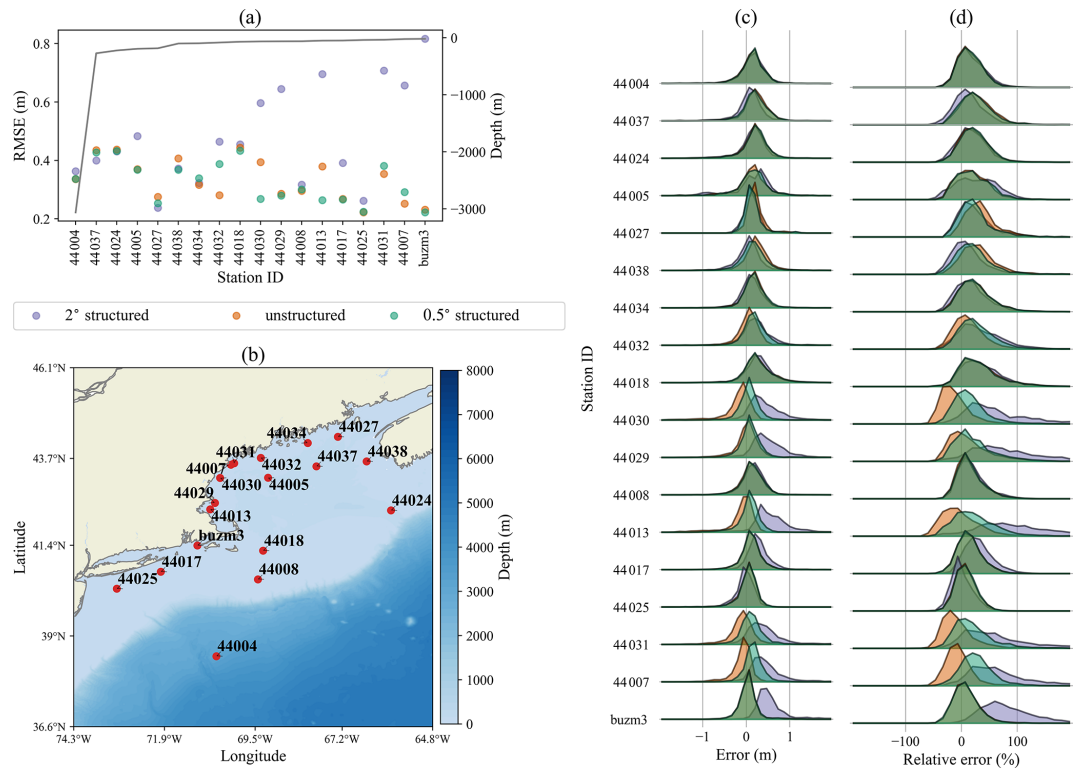 (a)
RMSE (m)
0.8
0.6
0.4
0.2
0
−1000
−2000
−3000
Depth (m)
44004
44037
44024
44005
44027
44038
44034
44032
44018
44030
44029
44008
44013
44017
44025
44031
44007
buzm3
Station ID
2° structured
unstructured
0.5° structured
(b)
46.1°N
43.7°N
41.4°N
39°N
36.6°N
Latitude
74.3°W
71.9°W
69.5°W
67.2°W
64.8°W
Longitude
44034
44027
44031
44038
44007
44032
44037
44030
44005
44029
44024
44013
buzm3
44018
44017
44008
44025
44004
8000
7000
6000
5000
4000
3000
2000
1000
0
Depth (m)
(c)
Station ID
44004
44037
44024
44005
44027
44038
44034
44032
44018
44030
44029
44008
44013
44017
44025
44031
44007
buzm3
−1
0
1
Error (m)
(d)
−100
0
100
Relative error (%)